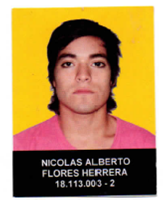 NICOLAS ALBERTO
FLORES HERRERA
18.113.003 - 2